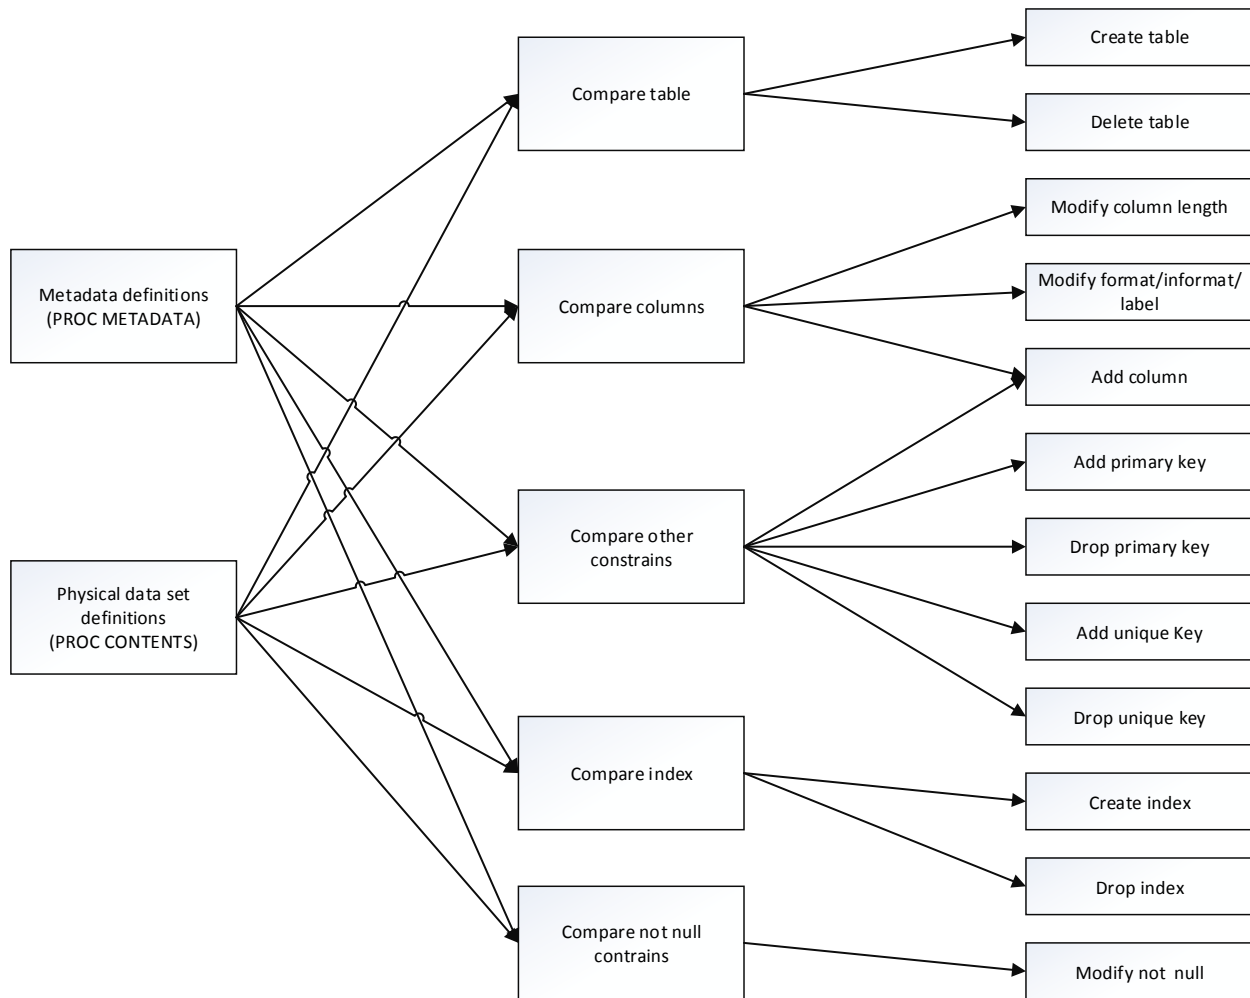 Metadata definitions
(PROC METADATA)
Physical data set
definitions
(PROC CONTENTS)
Compare table
Compare columns
Compare other
constrains
Compare index
Compare not null
contrains
Create table
Delete table
Modify column length
Modify format/informat/
label
Add column
Add primary key
Drop primary key
Add unique Key
Drop unique key
Create index
Drop index
Modify not null